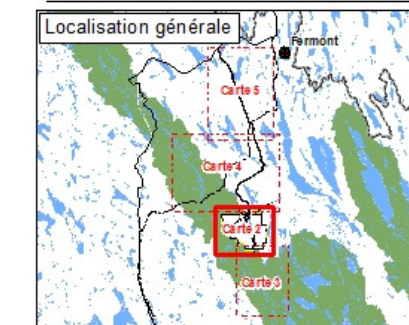 Localisation générale
Fermont
Carte 5
Carte 4
Carte 2
Carte 3